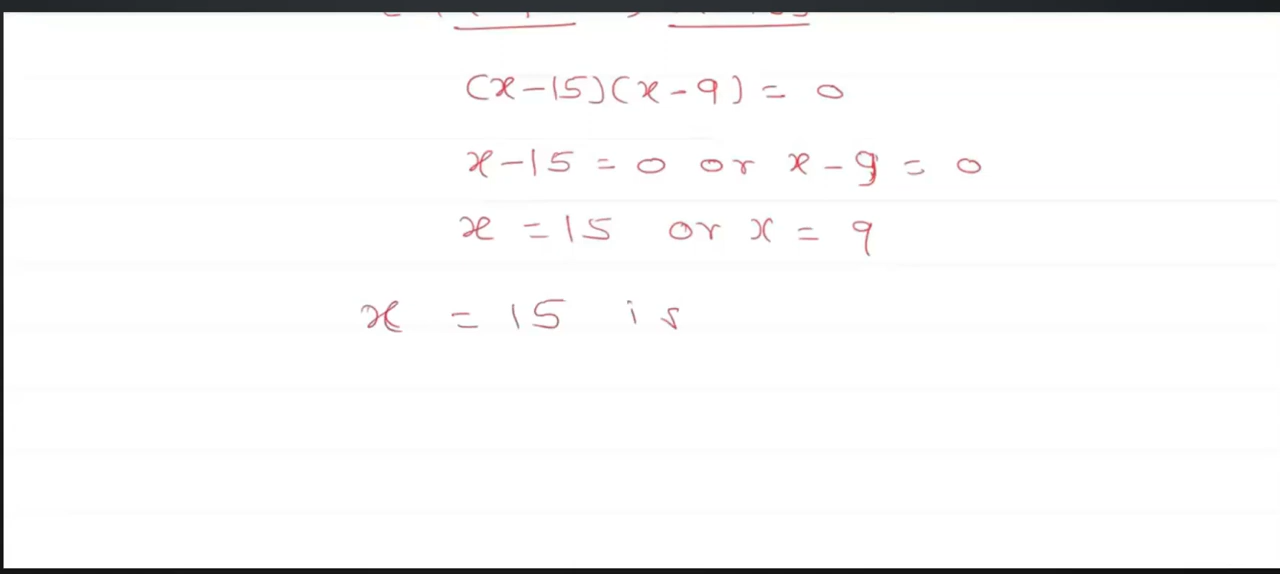 (x-15)(x-9) = 0
x-15 = 0 or x-9 = 0
x = 15 or x = 9
x = 15 is